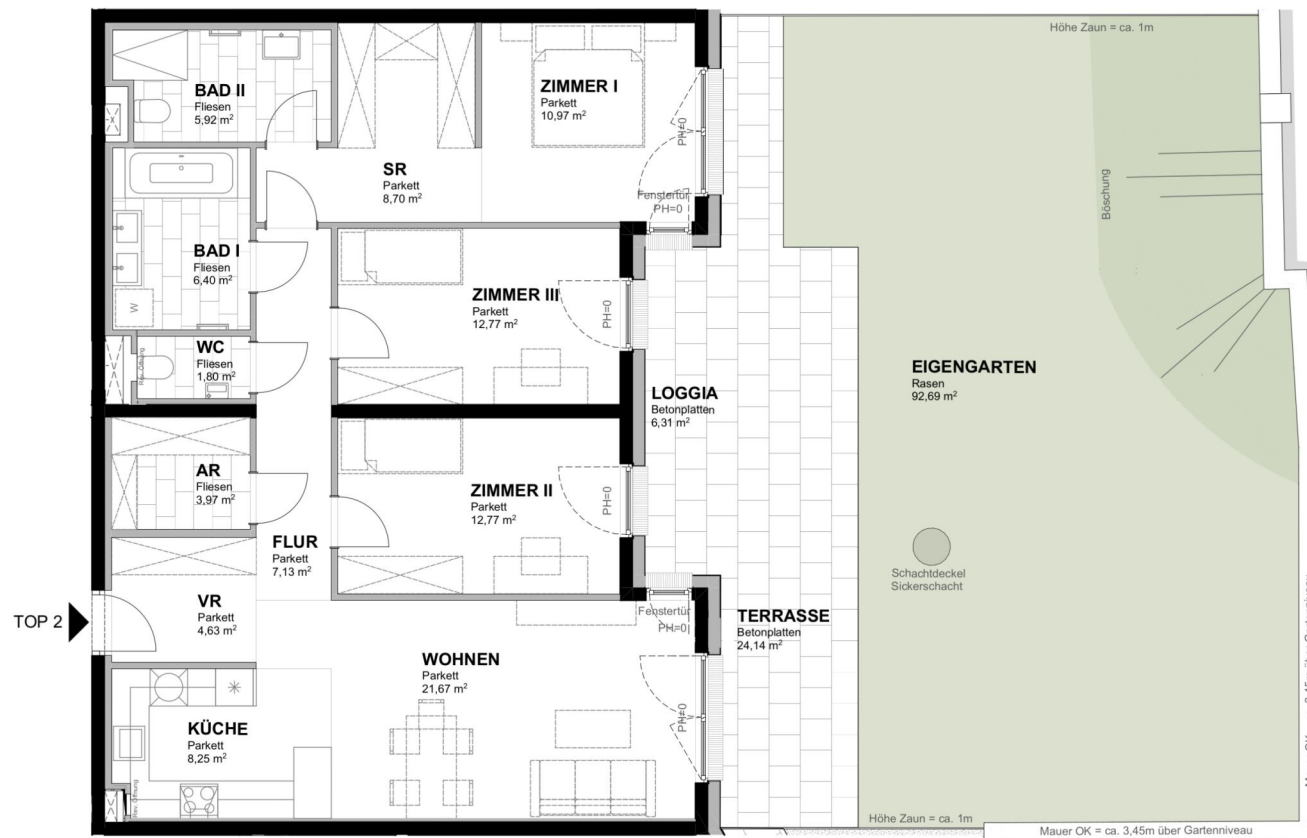 Höhe Zaun = ca. 1m
BAD II
Fliesen
5,92 m²
ZIMMER I
Parkett
10,97 m²
PH=0
SR
Parkett
8,70 m²
Fenstertür
PH=0
Böschung
BAD I
Fliesen
6,40 m²
W
ZIMMER III
Parkett
12,77 m²
PH=0
WC
Fliesen
1,80 m²
Rev. Öffnung
LOGGIA
Betonplatten
6,31 m²
EIGENGARTEN
Rasen
92,69 m²
AR
Fliesen
3,97 m²
ZIMMER II
Parkett
12,77 m²
PH=0
FLUR
Parkett
7,13 m²
Schachtdeckel
Sickerschacht
VR
Parkett
4,63 m²
TOP 2
Fenstertür
PH=0
TERRASSE
Betonplatten
24,14 m²
WOHNEN
Parkett
21,67 m²
PH=0
KÜCHE
Parkett
8,25 m²
Rev. Öffnung
Höhe Zaun = ca. 1m
Mauer OK = ca. 3,45m über Gartenniveau